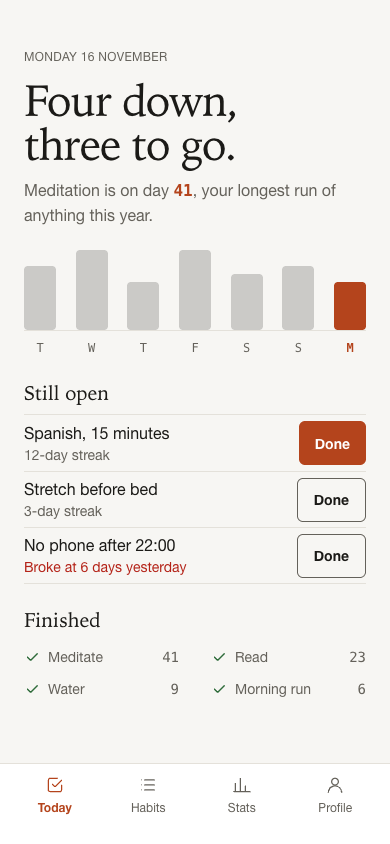 MONDAY 16 NOVEMBER
Four down,
three to go.
Meditation is on day 41, your longest run of
anything this year.
T W T F S S M
Still open
Spanish, 15 minutes
12-day streak
Done
Stretch before bed
3-day streak
Done
No phone after 22:00
Broke at 6 days yesterday
Done
Finished
Meditate 41 Read 23
Water 9 Morning run 6
Today Habits Stats Profile